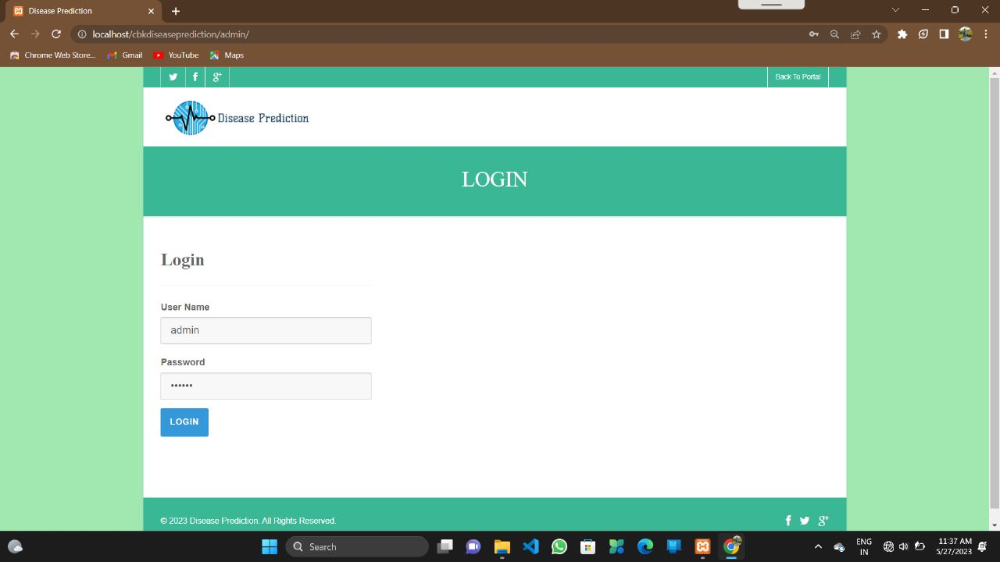 Disease Prediction
localhost/cbkdiseaseprediction/admin/
Chrome Web Store... Gmail YouTube Maps
Back To Portal
Disease Prediction
LOGIN
Login
User Name
admin
Password
••••••
LOGIN
© 2023 Disease Prediction. All Rights Reserved.
Search
ENG
IN
11:37 AM
5/27/2023